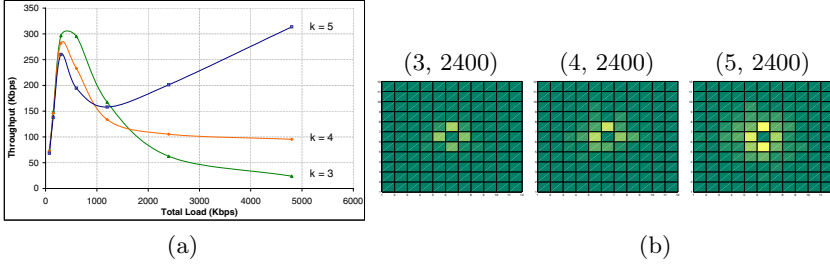 350
300
250
200
150
100
50
0
Throughput (Kbps)
0 1000 2000 3000 4000 5000 6000
Total Load (Kbps)
k = 5
k = 4
k = 3
(a)
(3, 2400) (4, 2400) (5, 2400)
(b)